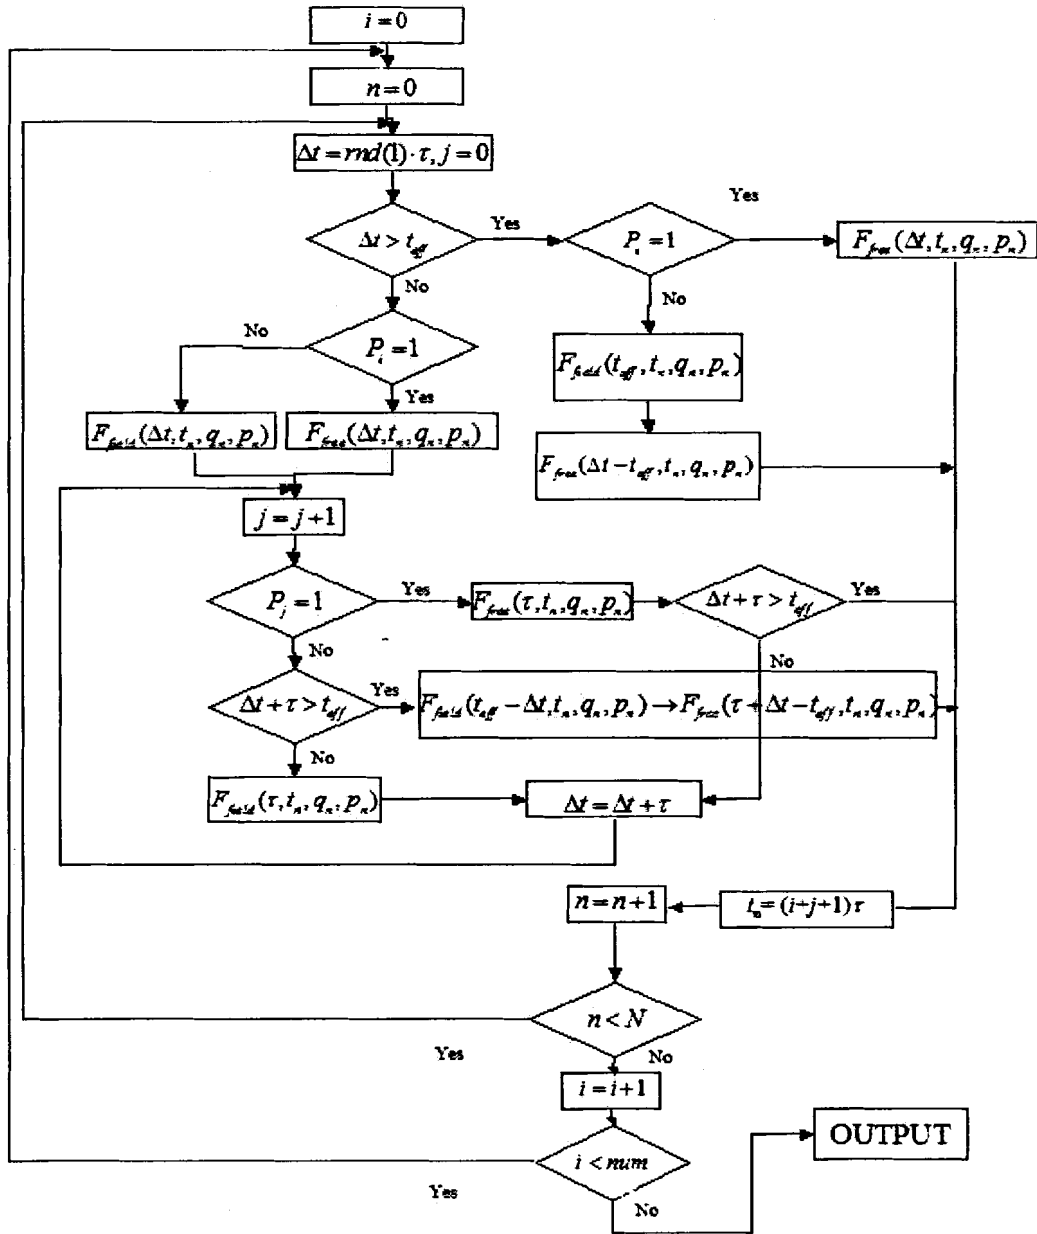 i=0
n=0
Δt=rnd(1)·τ, j=0
Δt > t_eff
Yes
P_i=1
Yes
F_free(Δt, t_n, q_n, p_n)
No
No
P_i=1
No
F_field(t_eff, t_n, q_n, p_n)
Yes
F_field(Δt, t_n, q_n, p_n)
F_free(Δt, t_n, q_n, p_n)
F_free(Δt−t_eff, t_n, q_n, p_n)
j=j+1
P_j=1
Yes
F_free(τ, t_n, q_n, p_n)
Δt+τ > t_eff
Yes
No
No
Δt+τ > t_eff
Yes
F_field(t_eff−Δt, t_n, q_n, p_n)→F_free(τ+Δt−t_eff, t_n, q_n, p_n)
No
F_field(τ, t_n, q_n, p_n)
Δt=Δt+τ
n=n+1
t_n=(i+j+1)τ
n<N
Yes
No
i=i+1
i<num
Yes
No
OUTPUT